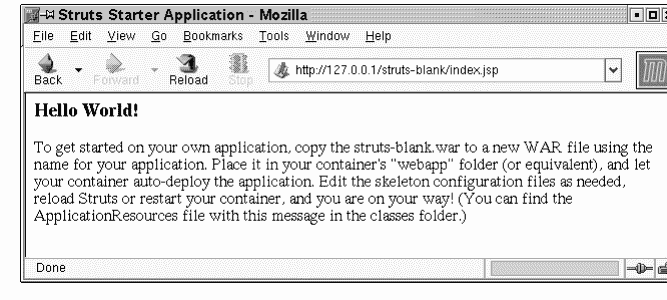 Struts Starter Application - Mozilla
File Edit View Go Bookmarks Tools Window Help
Back Forward Reload Stop http://127.0.0.1/struts-blank/index.jsp
Hello World!
To get started on your own application, copy the struts-blank.war to a new WAR file using the
name for your application. Place it in your container's "webapp" folder (or equivalent), and let
your container auto-deploy the application. Edit the skeleton configuration files as needed,
reload Struts or restart your container, and you are on your way! (You can find the
ApplicationResources file with this message in the classes folder.)
Done